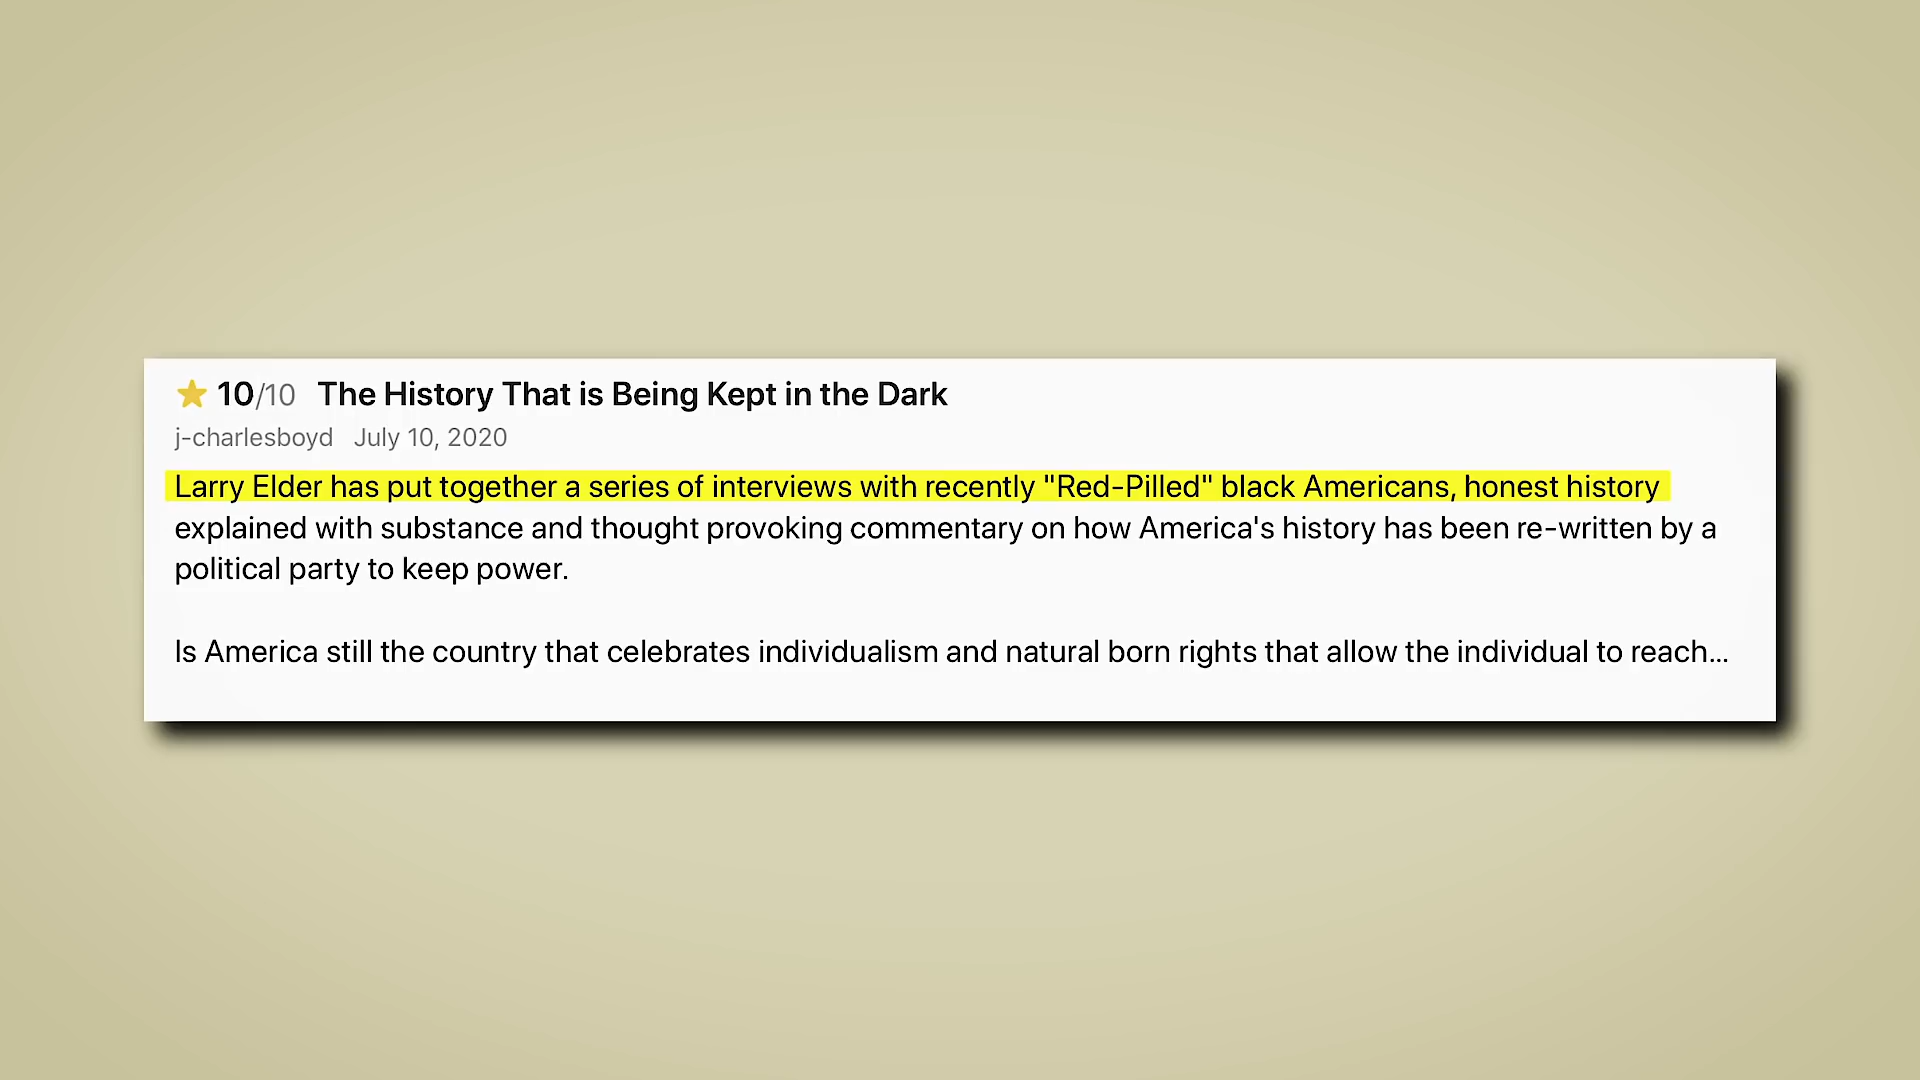 10/10 The History That is Being Kept in the Dark
j-charlesboyd July 10, 2020
Larry Elder has put together a series of interviews with recently "Red-Pilled" black Americans, honest history
explained with substance and thought provoking commentary on how America's history has been re-written by a
political party to keep power.
Is America still the country that celebrates individualism and natural born rights that allow the individual to reach...